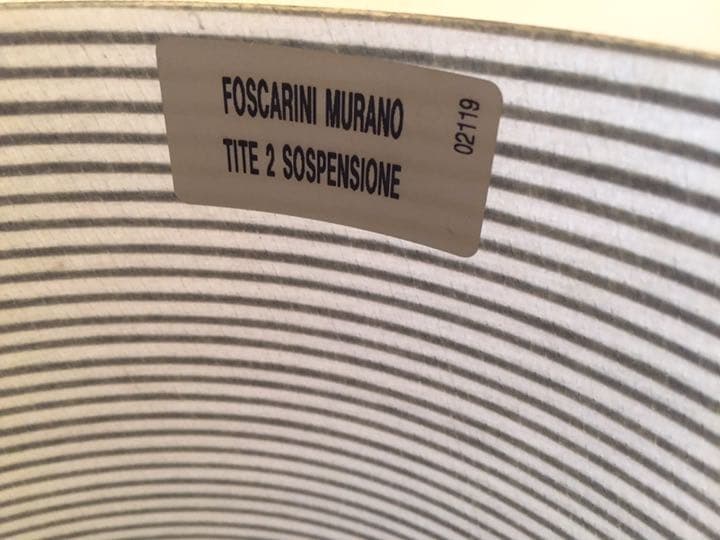 FOSCARINI MURANO
TITE 2 SOSPENSIONE
02119